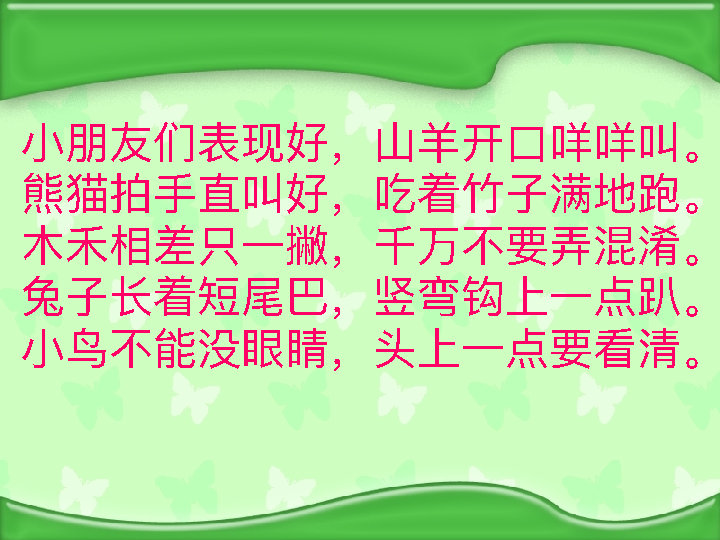 小朋友们表现好，山羊开口咩咩叫。
熊猫拍手直叫好，吃着竹子满地跑。
木禾相差只一撇，千万不要弄混淆。
兔子长着短尾巴，竖弯钩上一点趴。
小鸟不能没眼睛，头上一点要看清。